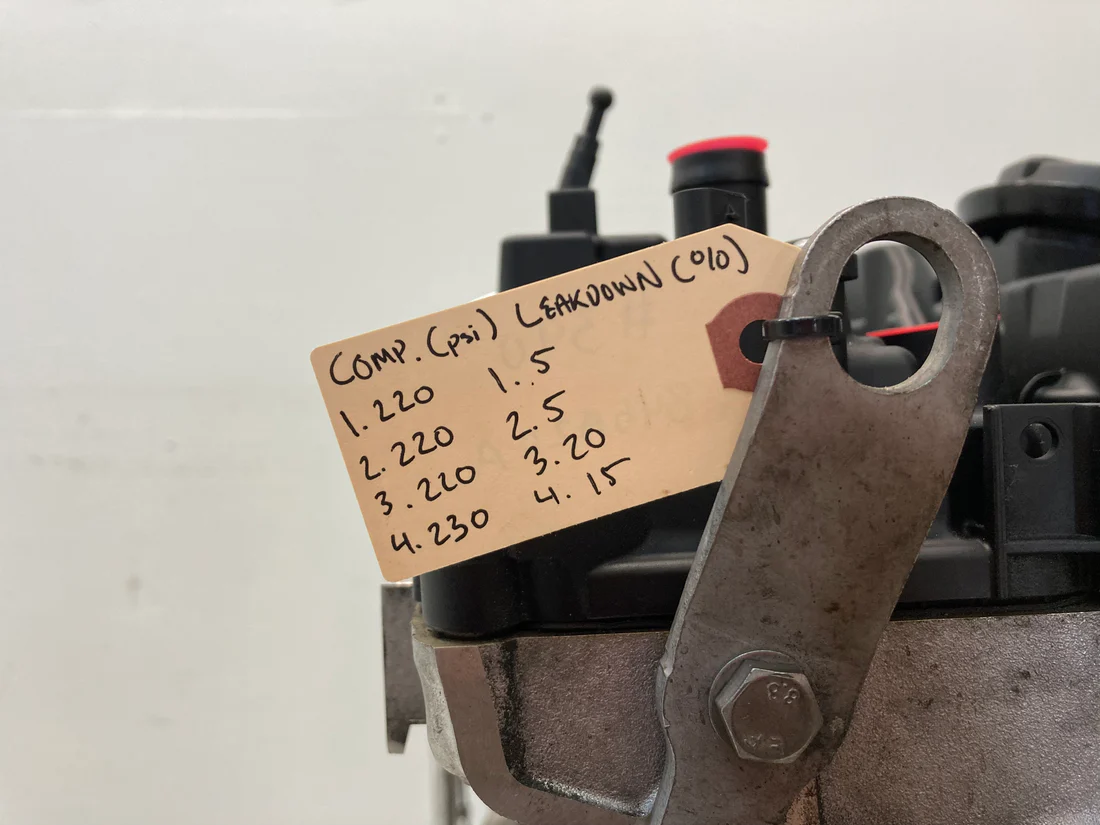 COMP. (psi) LEAKDOWN (%)
1. 220 1. 5
2. 220 2. 5
3. 220 3. 20
4. 230 4. 15
8.8